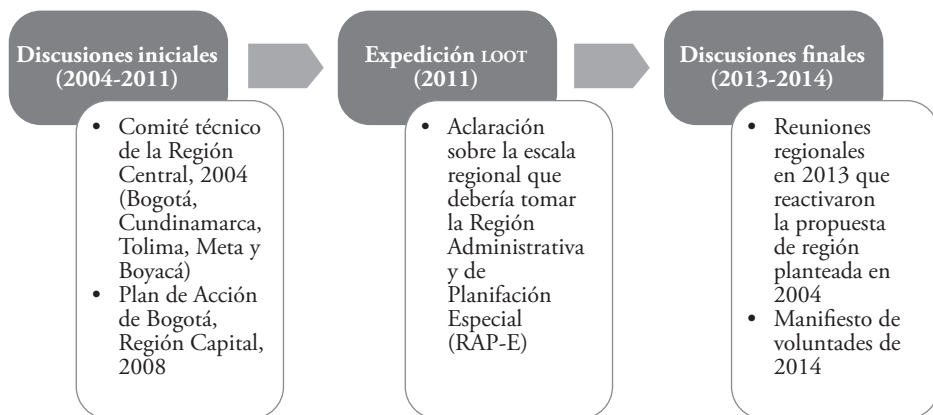 Discusiones iniciales
(2004-2011)
• Comité técnico
de la Región
Central, 2004
(Bogotá,
Cundinamarca,
Tolima, Meta y
Boyacá)
• Plan de Acción
de Bogotá,
Región Capital,
2008
Expedición LOOT
(2011)
• Aclaración
sobre la escala
regional que
debería tomar
la Región
Administrativa
y de
Planifación
Especial
(RAP-E)
Discusiones finales
(2013-2014)
• Reuniones
regionales
en 2013 que
reactivaron
la propuesta
de región
planteada en
2004
• Manifiesto de
voluntades de
2014